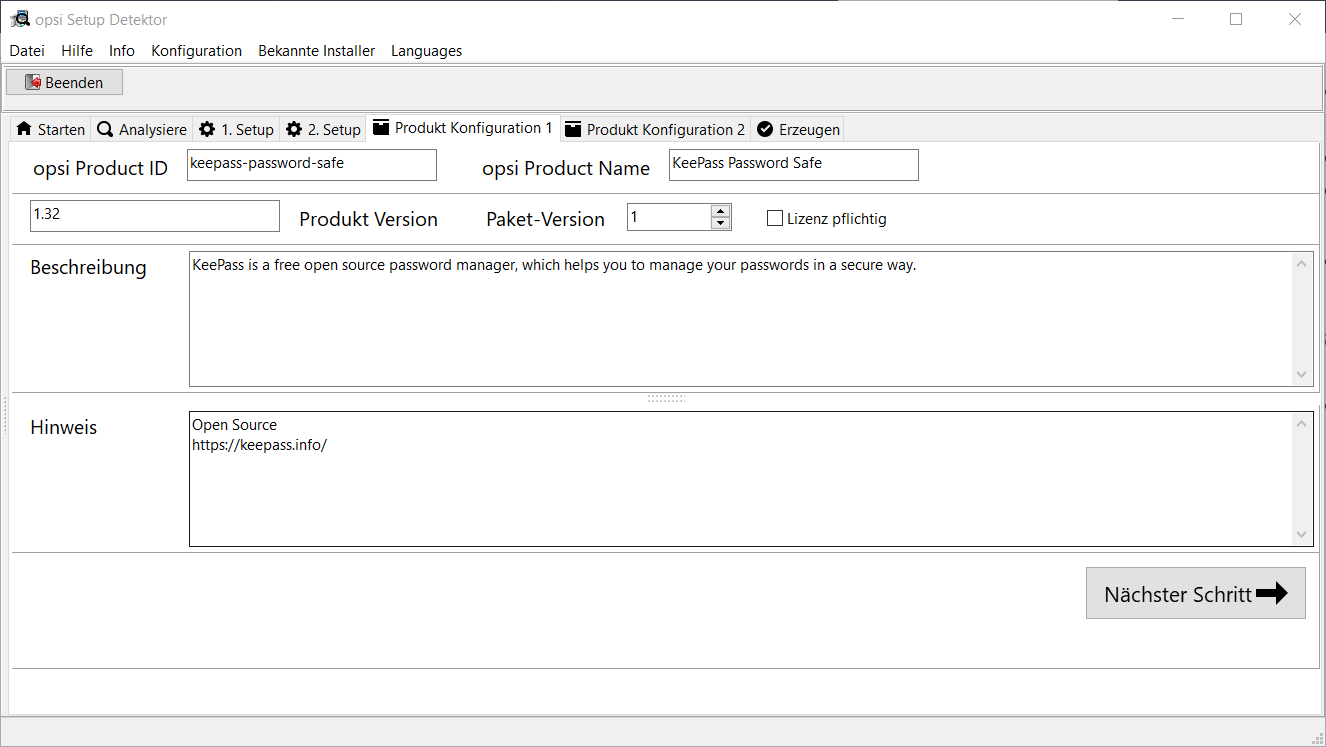 opsi Setup Detektor
Datei Hilfe Info Konfiguration Bekannte Installer Languages
Beenden
Starten Analysiere 1. Setup 2. Setup Produkt Konfiguration 1 Produkt Konfiguration 2 Erzeugen
opsi Product ID keepass-password-safe opsi Product Name KeePass Password Safe
1.32 Produkt Version Paket-Version 1 Lizenz pflichtig
Beschreibung KeePass is a free open source password manager, which helps you to manage your passwords in a secure way.
Hinweis Open Source
https://keepass.info/
Nächster Schritt